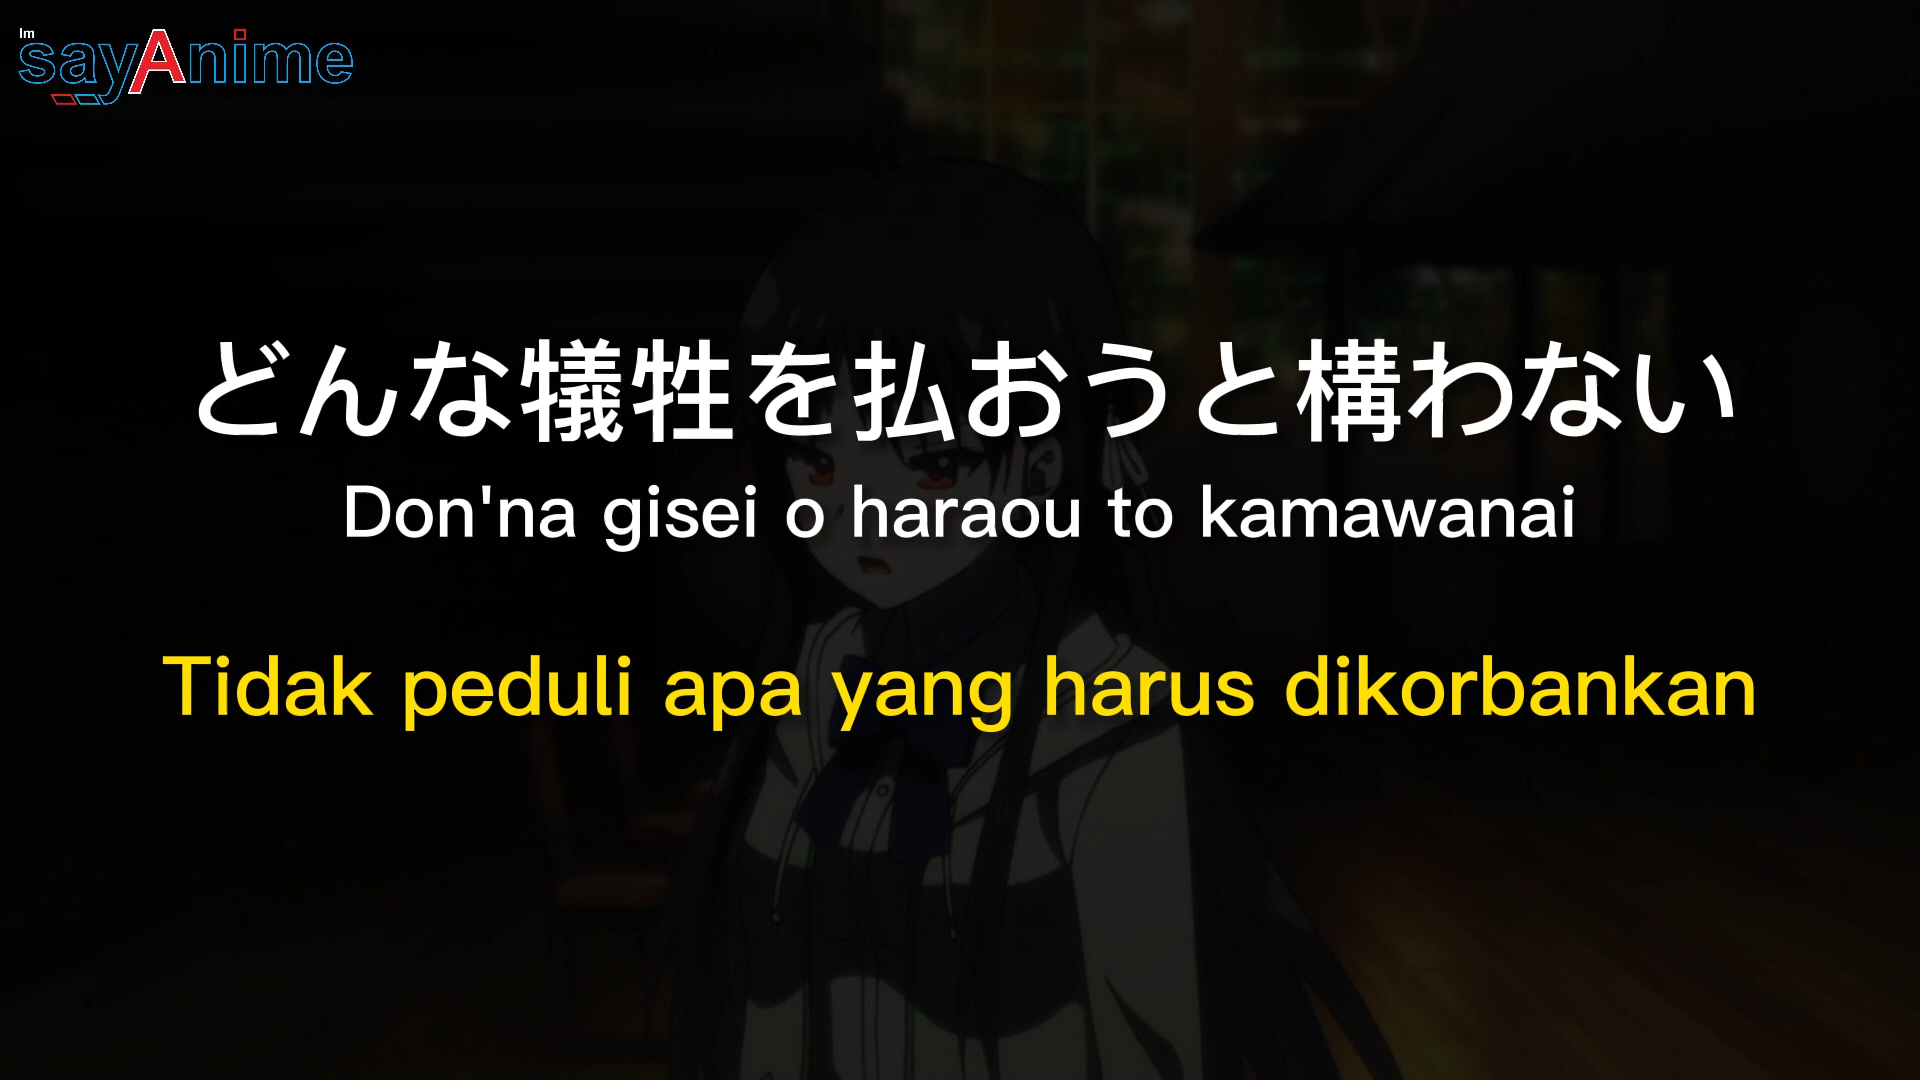 Im
sayAnime
どんな犠牲を払おうと構わない
Don'na gisei o haraou to kamawanai
Tidak peduli apa yang harus dikorbankan